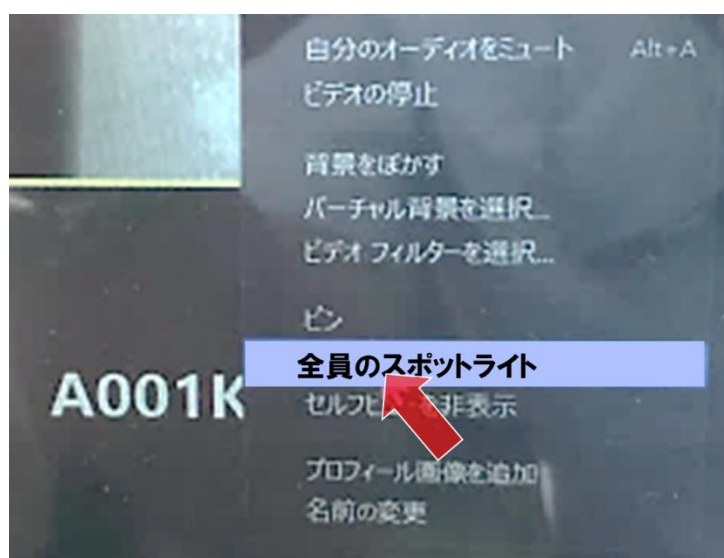 自分のオーディオをミュート Alt+A
ビデオの停止
背景をぼかす
バーチャル背景を選択...
ビデオ フィルターを選択...
ピン
全員のスポットライト
A001K
セルフビ を非表示
プロフィール画像を追加
名前の変更